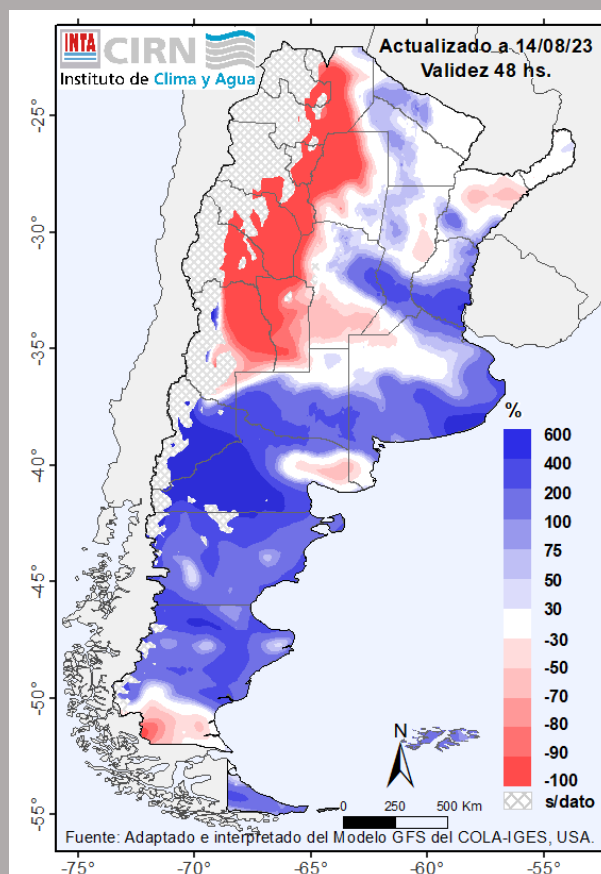 INTA CIRN
Instituto de Clima y Agua
Actualizado a 14/08/23
Validez 48 hs.
-25°
-30°
-35°
-40°
-45°
-50°
-55°
%
600
400
200
100
75
50
30
-30
-50
-70
-80
-90
-100
s/dato
N
0 250 500 Km
Fuente: Adaptado e interpretado del Modelo GFS del COLA-IGES, USA.
-75° -70° -65° -60° -55°